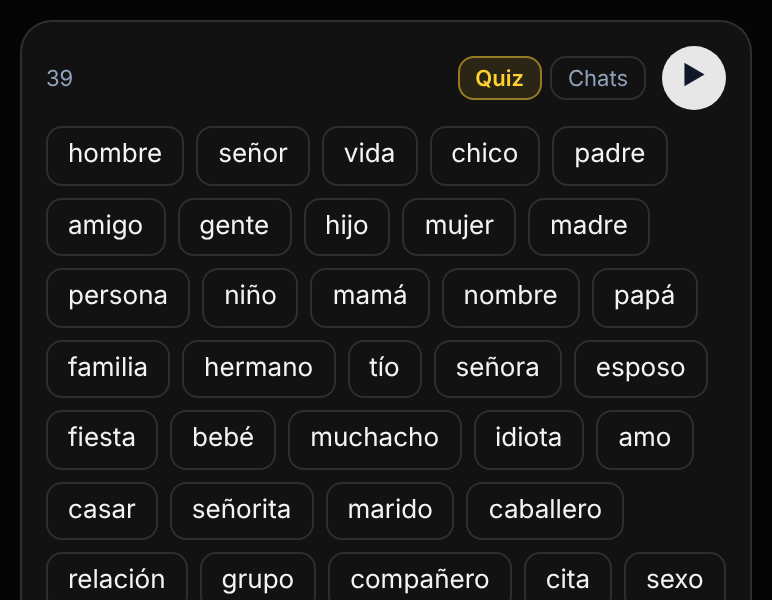 39 Quiz Chats
hombre señor vida chico padre
amigo gente hijo mujer madre
persona niño mamá nombre papá
familia hermano tío señora esposo
fiesta bebé muchacho idiota amo
casar señorita marido caballero
relación grupo compañero cita sexo